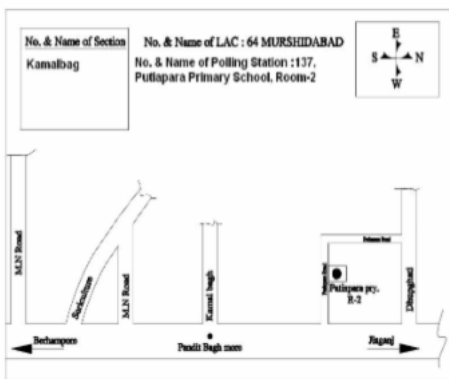 No. & Name of Section
Kamalbag
No. & Name of LAC : 64 MURSHIDABAD
No. & Name of Polling Station :137,
Putiapara Primary School, Room-2
E
S
N
W
M.N Road
Sericulture
M.N Road
Kamal bagh
Putiapara pry.
R-2
Berhampore
Pandit Bagh more
Jiaganj